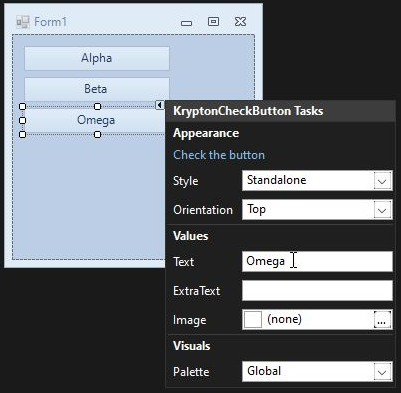 Form1
Alpha
Beta
Omega
KryptonCheckButton Tasks
Appearance
Check the button
Style Standalone
Orientation Top
Values
Text Omega
ExtraText
Image (none) ...
Visuals
Palette Global